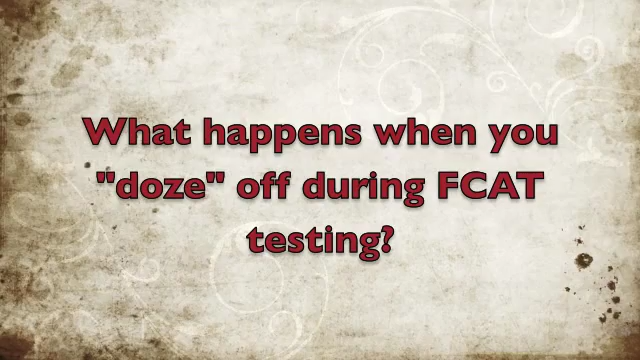 What happens when you
"doze" off during FCAT
testing?